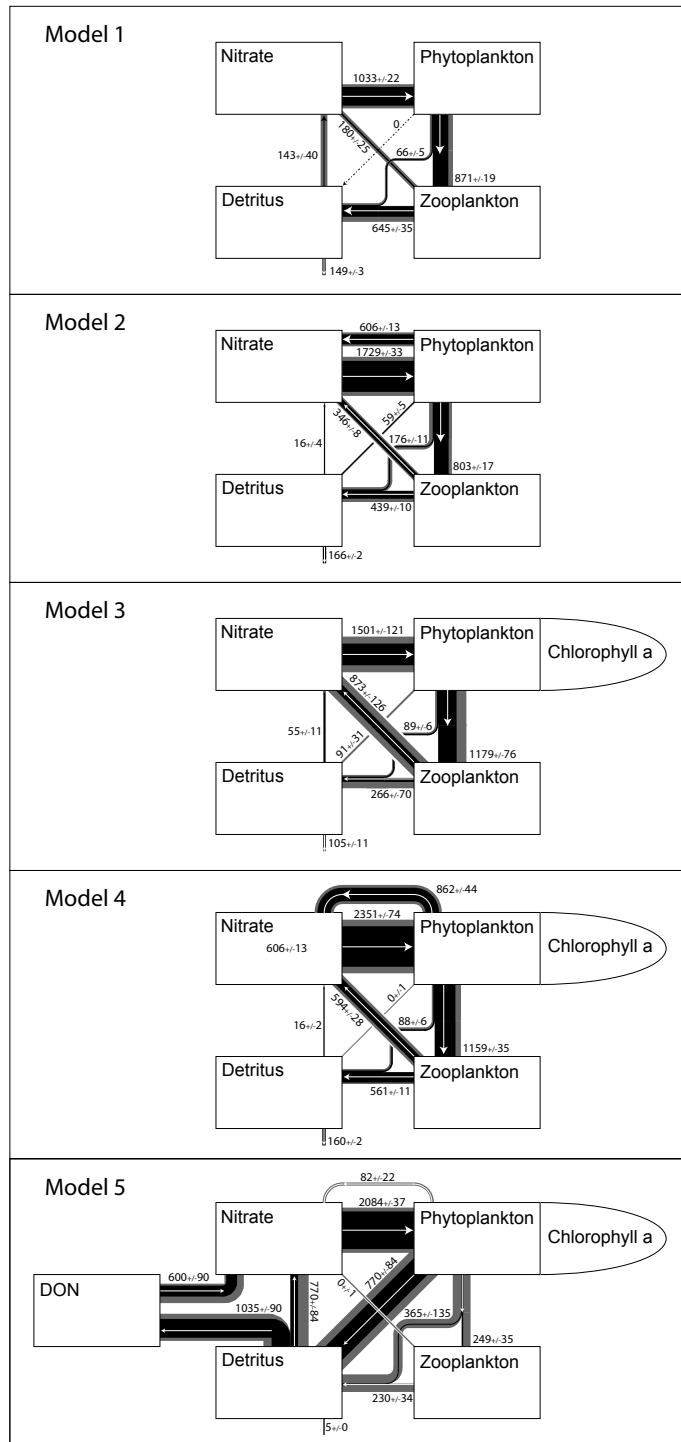 Model 1
Nitrate
Phytoplankton
1033+/-22
0
180+/-25
66+/-5
143+/-40
871+/-19
Detritus
Zooplankton
645+/-35
149+/-3
Model 2
606+/-13
Nitrate
Phytoplankton
1729+/-33
59+/-5
346+/-8
176+/-11
16+/-4
803+/-17
Detritus
Zooplankton
439+/-10
166+/-2
Model 3
Nitrate
1501+/-121
Phytoplankton
Chlorophyll a
873+/-126
89+/-6
55+/-11
91+/-31
1179+/-76
Detritus
Zooplankton
266+/-70
105+/-11
Model 4
862+/-44
Nitrate
2351+/-74
Phytoplankton
606+/-13
Chlorophyll a
0+/-1
594+/-28
88+/-6
16+/-2
1159+/-35
Detritus
Zooplankton
561+/-11
160+/-2
Model 5
82+/-22
Nitrate
2084+/-37
Phytoplankton
Chlorophyll a
DON
600+/-90
770+/-84
0+/-1
770+/-84
365+/-135
1035+/-90
249+/-35
Detritus
Zooplankton
230+/-34
5+/-0